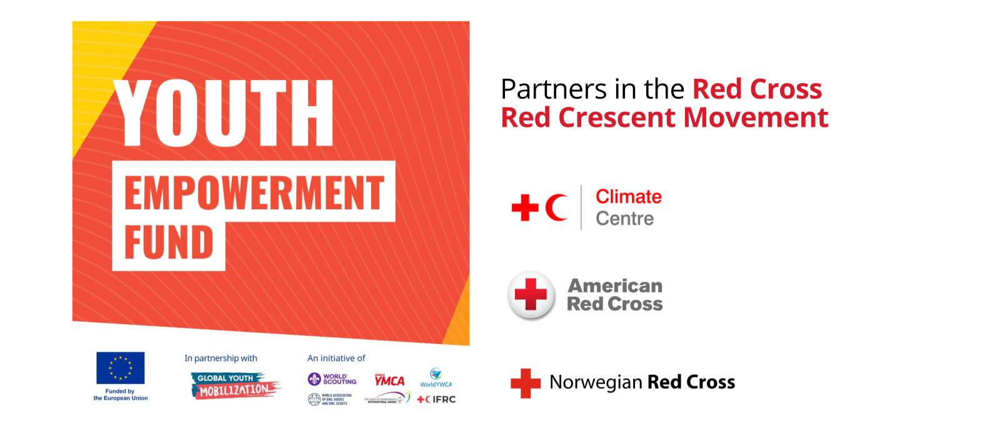 YOUTH
EMPOWERMENT
FUND
Funded by
the European Union
In partnership with
GLOBAL YOUTH
MOBILIZATION
An initiative of
WORLD
SCOUTING
WORLD
YMCA
World YWCA
WORLD ASSOCIATION
OF GIRL GUIDES
AND GIRL SCOUTS
THE DUKE OF EDINBURGH'S
INTERNATIONAL AWARD
IFRC
Partners in the Red Cross
Red Crescent Movement
Climate
Centre
American
Red Cross
Norwegian Red Cross